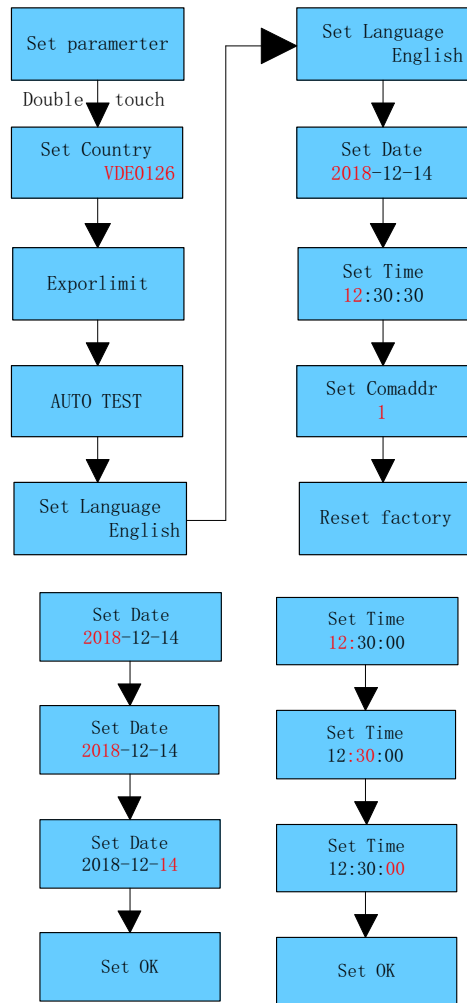 Set paramerter
Double touch
Set Country
VDE0126
Exporlimit
AUTO TEST
Set Language
English
Set Language
English
Set Date
2018-12-14
Set Time
12:30:30
Set Comaddr
1
Reset factory
Set Date
2018-12-14
Set Date
2018-12-14
Set Date
2018-12-14
Set OK
Set Time
12:30:00
Set Time
12:30:00
Set Time
12:30:00
Set OK